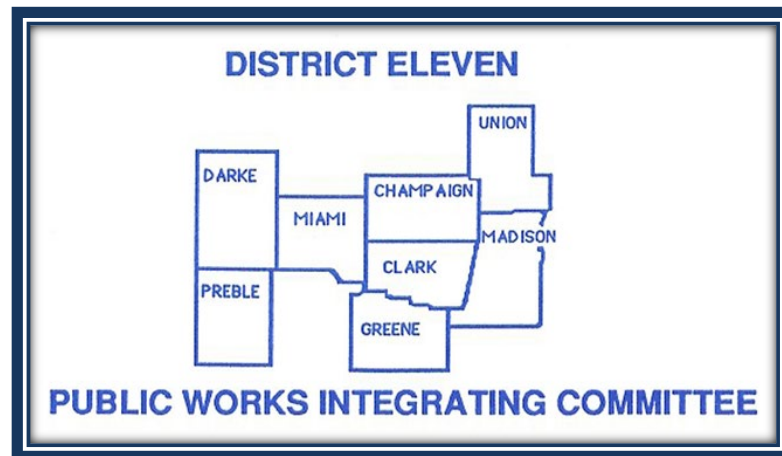 DISTRICT ELEVEN
UNION
DARKE
CHAMPAIGN
MIAMI
MADISON
CLARK
PREBLE
GREENE
PUBLIC WORKS INTEGRATING COMMITTEE